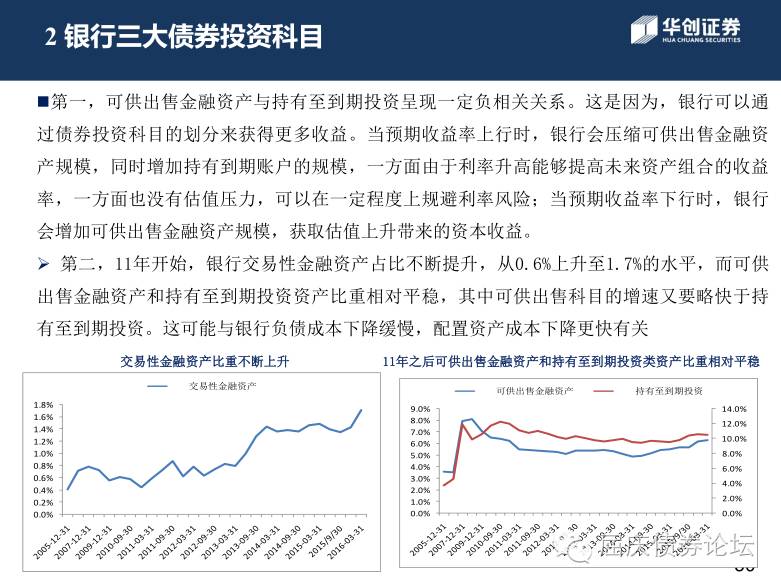 2 银行三大债券投资科目
华创证券
HUA CHUANG SECURITIES
■第一，可供出售金融资产与持有至到期投资呈现一定负相关关系。这是因为，银行可以通
过债券投资科目的划分来获得更多收益。当预期收益率上行时，银行会压缩可供出售金融资
产规模，同时增加持有到期账户的规模，一方面由于利率升高能够提高未来资产组合的收益
率，一方面也没有估值压力，可以在一定程度上规避利率风险；当预期收益率下行时，银行
会增加可供出售金融资产规模，获取估值上升带来的资本收益。
➢ 第二，11年开始，银行交易性金融资产占比不断提升，从0.6%上升至1.7%的水平，而可供
出售金融资产和持有至到期投资资产比重相对平稳，其中可供出售科目的增速又要略快于持
有至到期投资。这可能与银行负债成本下降缓慢，配置资产成本下降更快有关
交易性金融资产比重不断上升
交易性金融资产
1.8%
1.6%
1.4%
1.2%
1.0%
0.8%
0.6%
0.4%
0.2%
0.0%
2005-12-31
2007-12-31
2009-12-31
2010-09-30
2011-03-31
2011-09-30
2012-03-31
2012-09-30
2013-03-31
2013-09-30
2014-03-31
2014-09-30
2015-03-31
2015/9/30
2016-03-31
11年之后可供出售金融资产和持有至到期投资类资产比重相对平稳
可供出售金融资产
持有至到期投资
9.0%
8.0%
7.0%
6.0%
5.0%
4.0%
3.0%
2.0%
1.0%
0.0%
14.0%
12.0%
10.0%
8.0%
6.0%
4.0%
2.0%
0.0%
2005-12-31
2007-12-31
2009-12-31
2010-09-30
2011-03-31
2011-09-30
2012-03-31
屈庆债券论坛